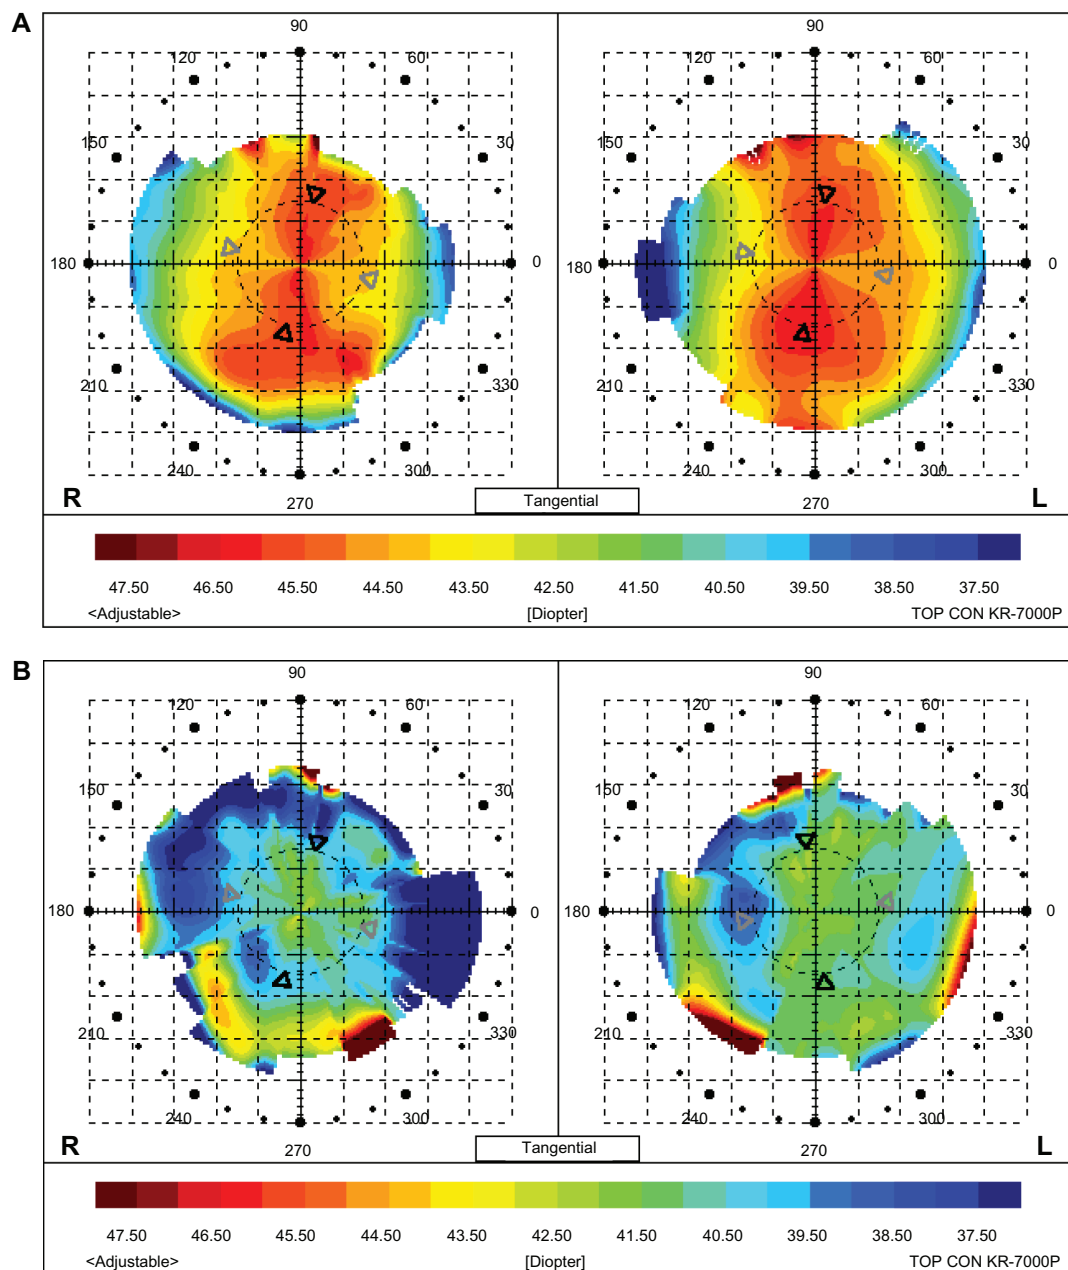 A
90 90
120 60 120 60
150 30 150 30
180 0 180 0
210 330 210 330
240 300 240 300
R 270 Tangential 270 L
47.50 46.50 45.50 44.50 43.50 42.50 41.50 40.50 39.50 38.50 37.50
<Adjustable> [Diopter] TOP CON KR-7000P
B
90 90
120 60 120 60
150 30 150 30
180 0 180 0
210 330 210 330
240 300 240 300
R 270 Tangential 270 L
47.50 46.50 45.50 44.50 43.50 42.50 41.50 40.50 39.50 38.50 37.50
<Adjustable> [Diopter] TOP CON KR-7000P